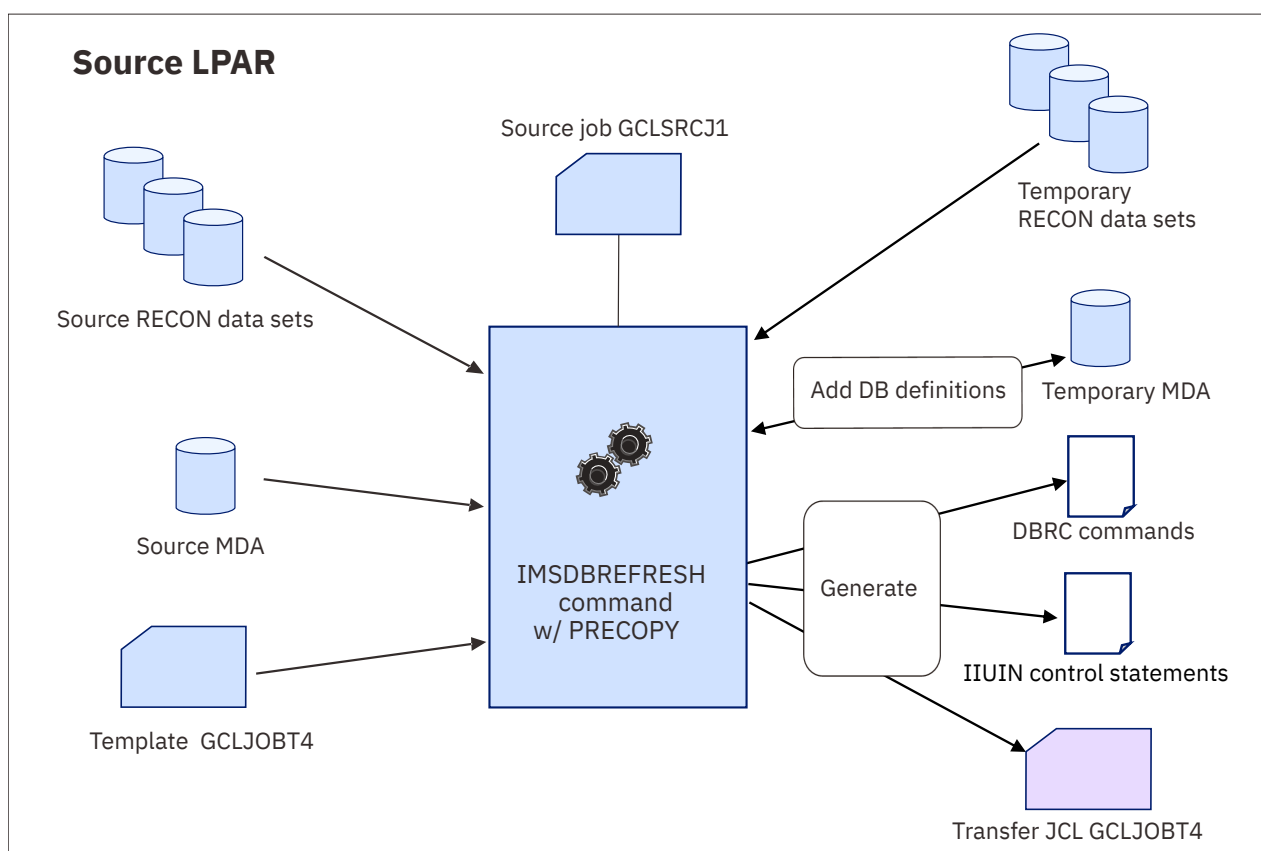 Source LPAR
Source job GCLSRCJ1
Temporary
RECON data sets
Source RECON data sets
Add DB definitions
Temporary MDA
Source MDA
DBRC commands
IMSDBREFRESH
command
w/ PRECOPY
Generate
IIUIN control statements
Template GCLJOBT4
Transfer JCL GCLJOBT4